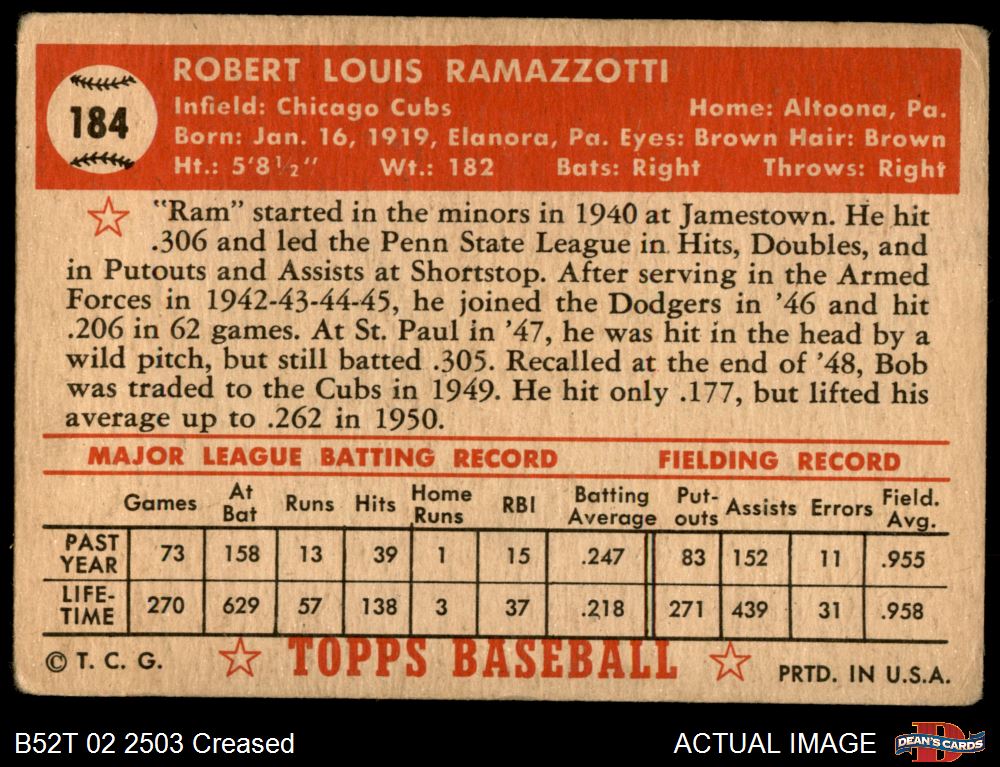 184
ROBERT LOUIS RAMAZZOTTI
Infield: Chicago Cubs Home: Altoona, Pa.
Born: Jan. 16, 1919, Elanora, Pa. Eyes: Brown Hair: Brown
Ht.: 5'8½" Wt.: 182 Bats: Right Throws: Right
"Ram" started in the minors in 1940 at Jamestown. He hit
.306 and led the Penn State League in Hits, Doubles, and
in Putouts and Assists at Shortstop. After serving in the Armed
Forces in 1942-43-44-45, he joined the Dodgers in '46 and hit
.206 in 62 games. At St. Paul in '47, he was hit in the head by a
wild pitch, but still batted .305. Recalled at the end of '48, Bob
was traded to the Cubs in 1949. He hit only .177, but lifted his
average up to .262 in 1950.
MAJOR LEAGUE BATTING RECORD FIELDING RECORD
Games At Bat Runs Hits Home Runs RBI Batting Average Put-outs Assists Errors Field. Avg.
PAST YEAR 73 158 13 39 1 15 .247 83 152 11 .955
LIFE-TIME 270 629 57 138 3 37 .218 271 439 31 .958
© T. C. G. TOPPS BASEBALL PRTD. IN U.S.A.
B52T 02 2503 Creased ACTUAL IMAGE DEAN'S CARDS